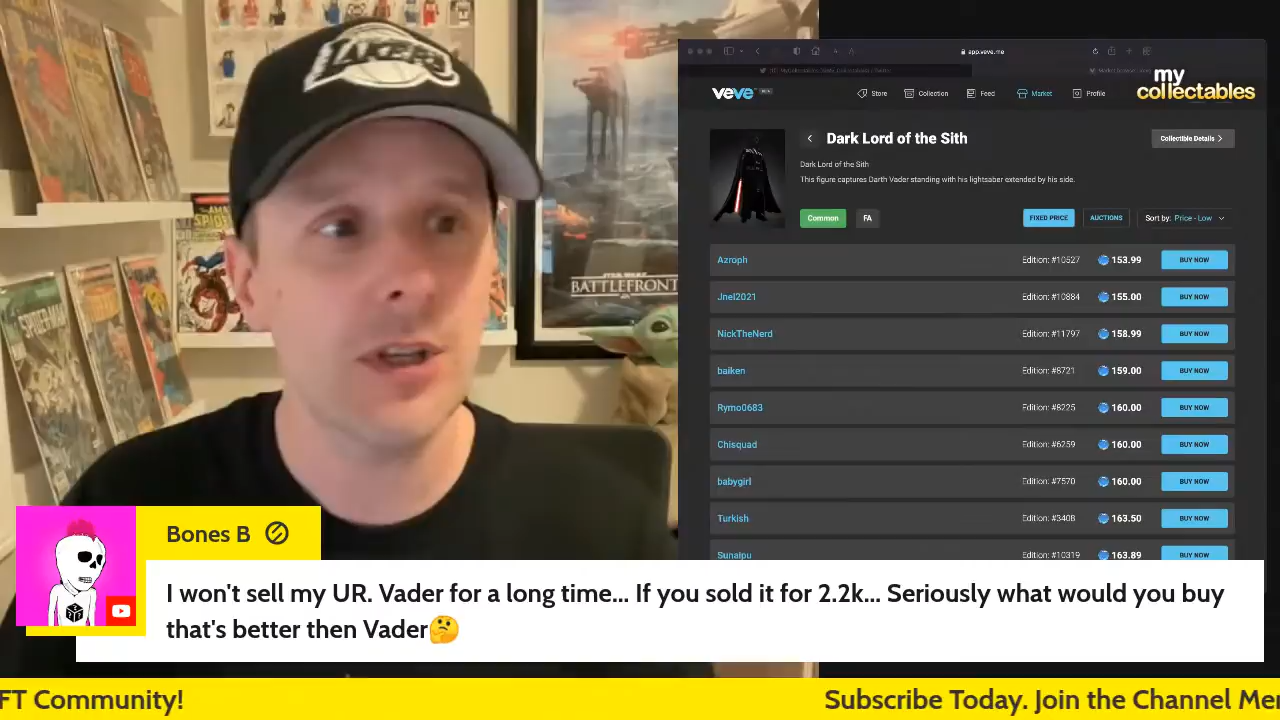 LAKERS
STAR WARS
BATTLEFRONT
app.veve.me
my
collectables
veve
Store
Collection
Feed
Market
Profile
Dark Lord of the Sith
Collectible Details
Dark Lord of the Sith
This figure captures Darth Vader standing with his lightsaber extended by his side.
Common
FA
FIXED PRICE
AUCTIONS
Sort by: Price - Low
Azroph Edition: #10527 153.99 BUY NOW
Jnel2021 Edition: #10884 155.00 BUY NOW
NickTheNerd Edition: #11797 158.99 BUY NOW
baiken Edition: #8721 159.00 BUY NOW
Rymo0683 Edition: #8225 160.00 BUY NOW
Chisquad Edition: #6259 160.00 BUY NOW
babygirl Edition: #7570 160.00 BUY NOW
Turkish Edition: #3408 163.50 BUY NOW
Sunalpu Edition: #10319 163.89 BUY NOW
Bones B
I won't sell my UR. Vader for a long time... If you sold it for 2.2k... Seriously what would you buy
that's better then Vader🤔
FT Community!
Subscribe Today. Join the Channel Mer